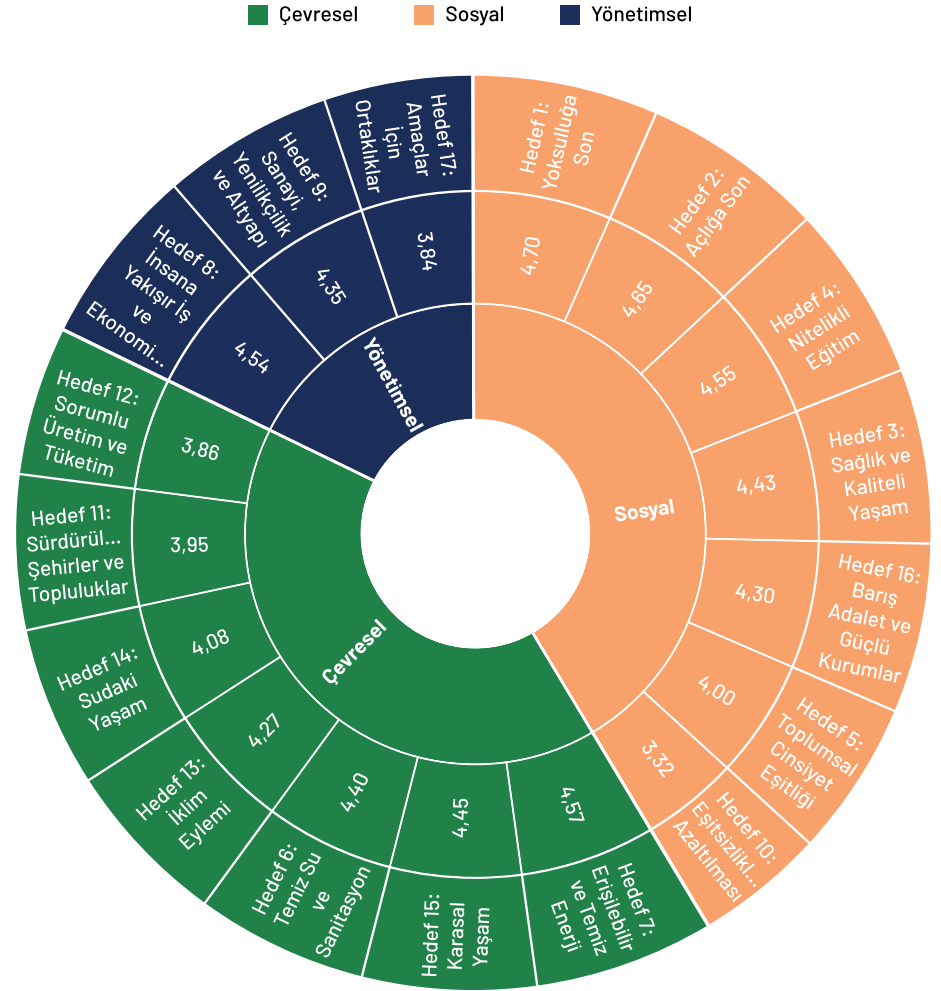 Çevresel
Sosyal
Yönetimsel
Hedef 1:
Yoksulluğa
Son
4,70
Hedef 2:
Açlığa Son
4,65
Hedef 4:
Nitelikli
Eğitim
4,55
Hedef 3:
Sağlık ve
Kaliteli
Yaşam
4,43
Hedef 16:
Barış
Adalet ve
Güçlü
Kurumlar
4,30
Hedef 5:
Toplumsal
Cinsiyet
Eşitliği
4,00
Hedef 10:
Eşitsizlikl...
Azaltılması
3,32
Sosyal
Hedef 7:
Erişilebilir
ve Temiz
Enerji
4,57
Hedef 15:
Karasal
Yaşam
4,45
Hedef 6:
Temiz Su
ve
Sanitasyon
4,40
Hedef 13:
İklim
Eylemi
4,27
Hedef 14:
Sudaki
Yaşam
4,08
Hedef 11:
Sürdürül...
Şehirler ve
Topluluklar
3,95
Hedef 12:
Sorumlu
Üretim ve
Tüketim
3,86
Çevresel
Hedef 8:
İnsana
Yakışır İş
ve
Ekonomi...
4,54
Hedef 9:
Sanayi,
Yenilikçilik
ve Altyapı
4,35
Hedef 17:
Amaçlar
İçin
Ortaklıklar
3,84
Yönetimsel